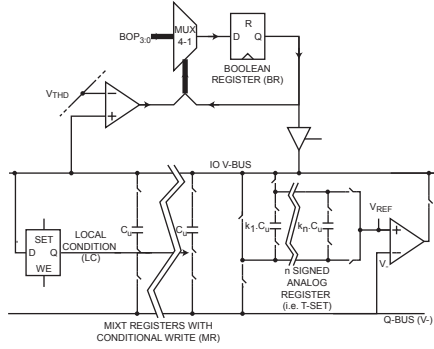 BOP3:0
MUX
4-1
R
D Q
BOOLEAN
REGISTER (BR)
VTHD
−
+
IO V-BUS
SET
D Q
WE
LOCAL
CONDITION
(LC)
Cu
Cu
k1.Cu
kn.Cu
VREF
+
−
V-
n SIGNED
ANALOG
REGISTER
(i.e. T-SET)
Q-BUS (V-)
MIXT REGISTERS WITH
CONDITIONAL WRITE (MR)